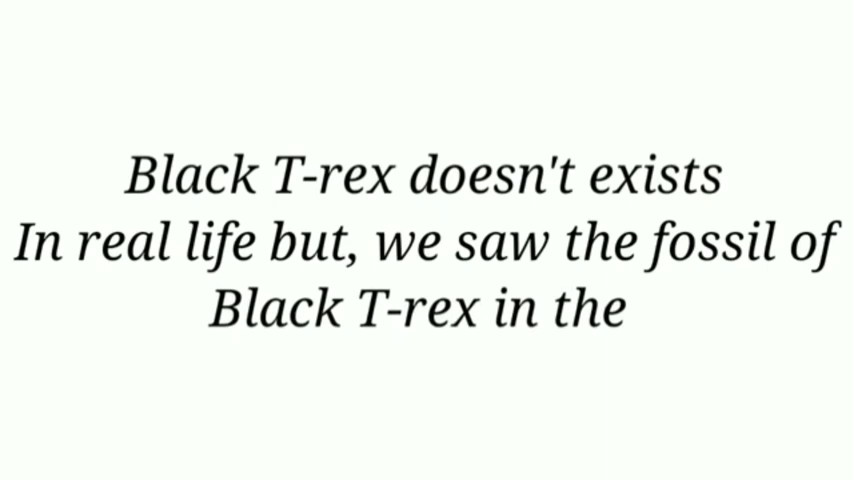 Black T-rex doesn't exists
In real life but, we saw the fossil of
Black T-rex in the